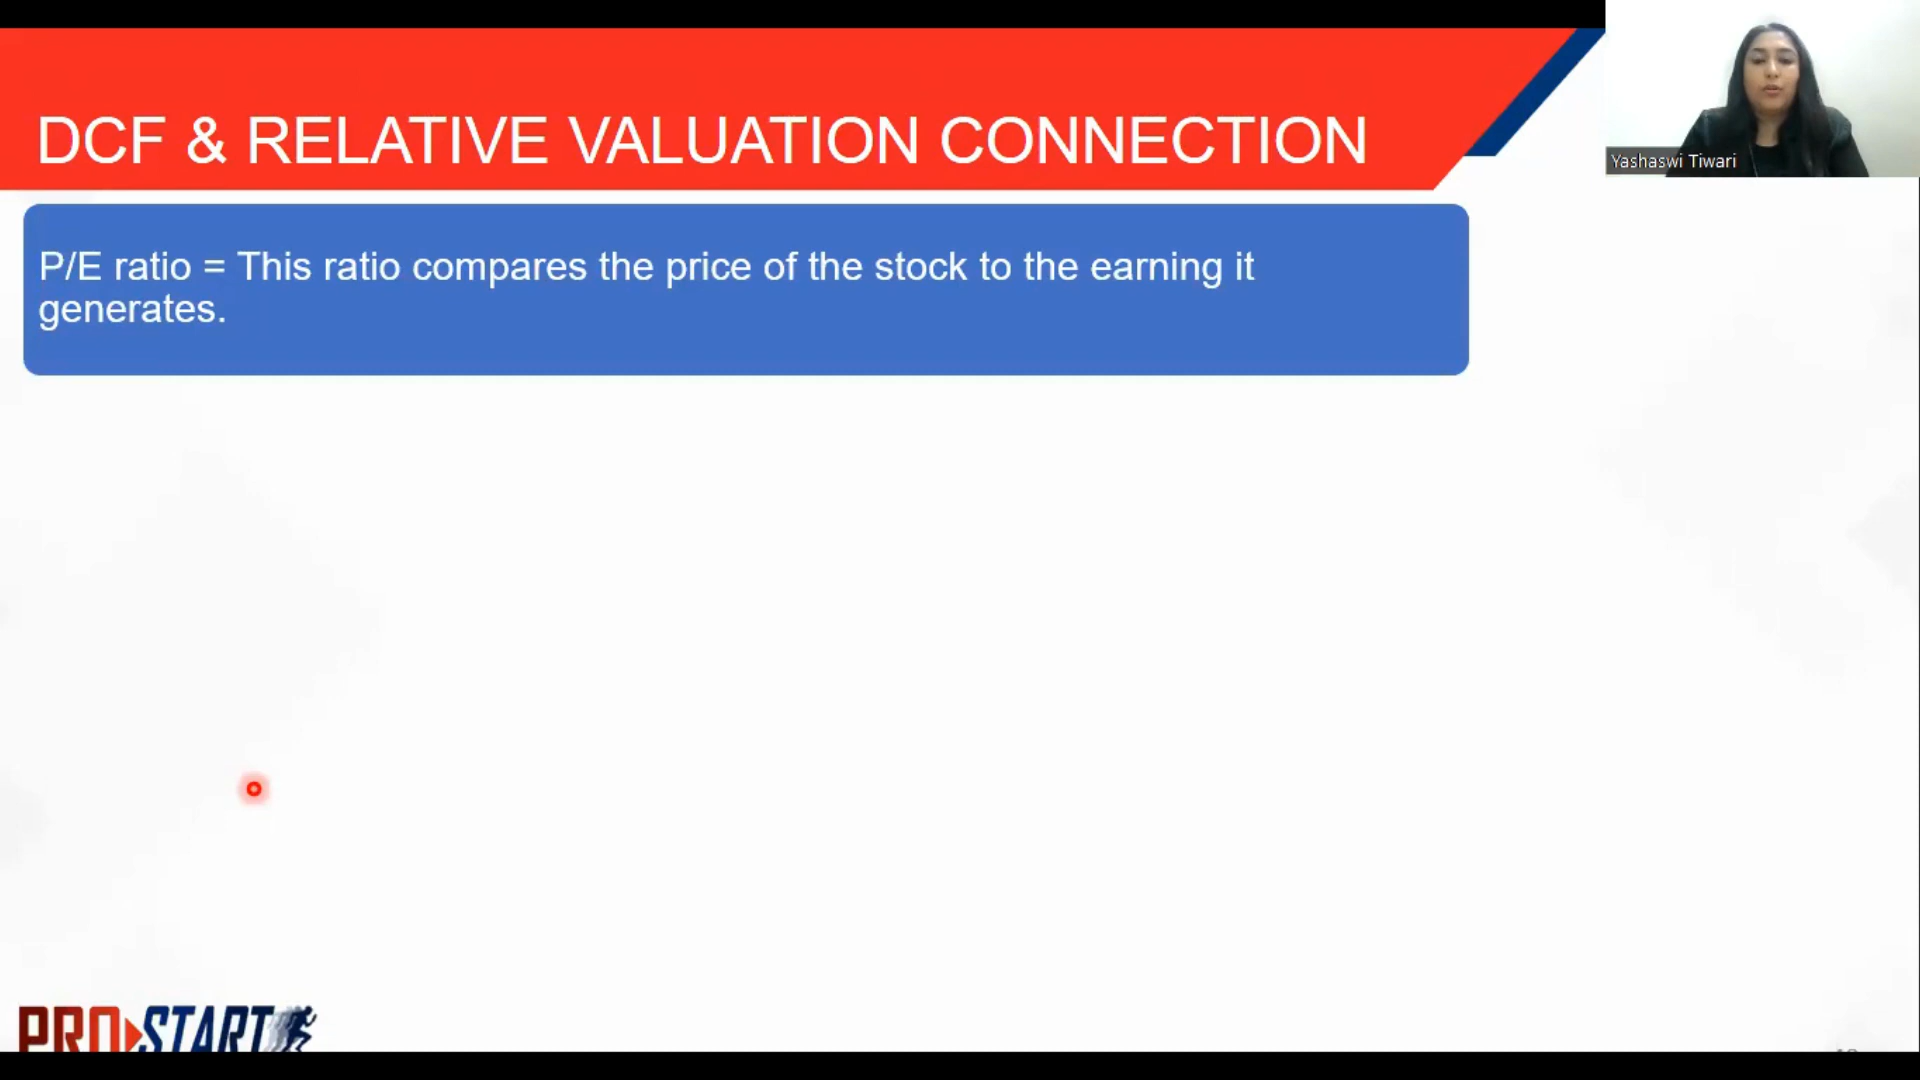 DCF & RELATIVE VALUATION CONNECTION
Yashaswi Tiwari
P/E ratio = This ratio compares the price of the stock to the earning it
generates.
PRO START